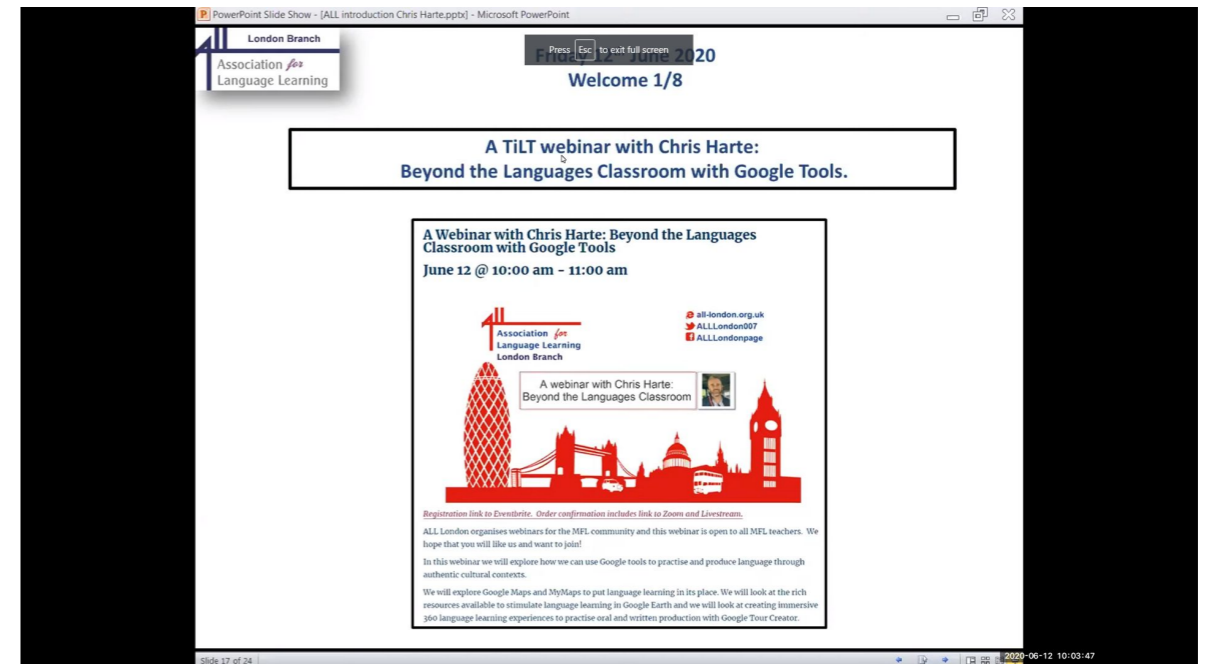 PowerPoint Slide Show - [ALL introduction Chris Harte.pptx] - Microsoft PowerPoint
London Branch
Association for
Language Learning
Press Esc to exit full screen
Friday 12th June 2020
Welcome 1/8
A TiLT webinar with Chris Harte:
Beyond the Languages Classroom with Google Tools.
A Webinar with Chris Harte: Beyond the Languages
Classroom with Google Tools
June 12 @ 10:00 am - 11:00 am
all-london.org.uk
ALLLondon007
ALLLondonpage
Association for
Language Learning
London Branch
A webinar with Chris Harte:
Beyond the Languages Classroom
Registration link to Eventbrite. Order confirmation includes link to Zoom and Livestream.
ALL London organises webinars for the MFL community and this webinar is open to all MFL teachers. We
hope that you will like us and want to join!
In this webinar we will explore how we can use Google tools to practise and produce language through
authentic cultural contexts.
We will explore Google Maps and MyMaps to put language learning in its place. We will look at the rich
resources available to stimulate language learning in Google Earth and we will look at creating immersive
360 language learning experiences to practise oral and written production with Google Tour Creator.
Slide 17 of 24
2020-06-12 10:03:47